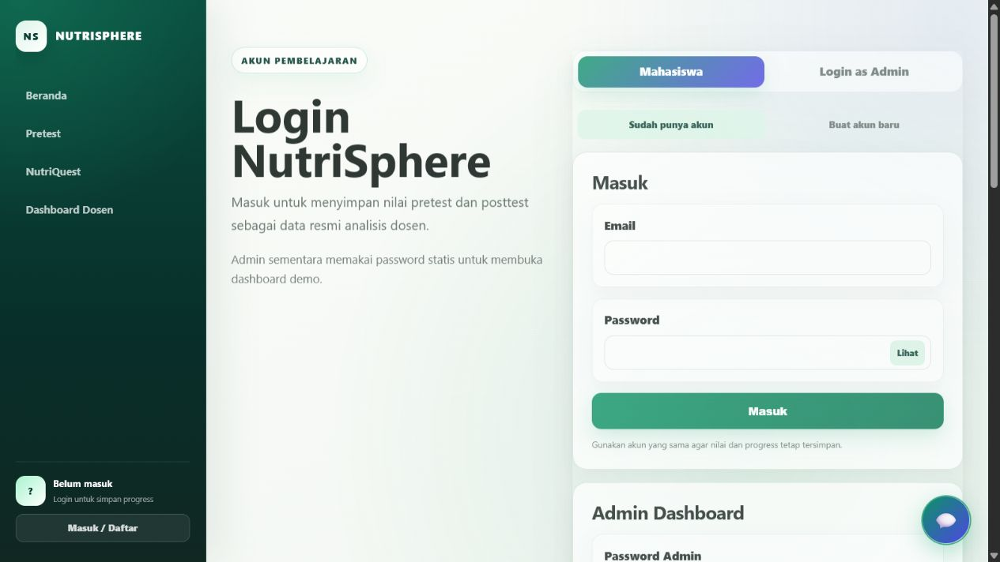 NS NUTRISPHERE
Beranda
Pretest
NutriQuest
Dashboard Dosen
? Belum masuk
Login untuk simpan progress
Masuk / Daftar
AKUN PEMBELAJARAN
Login
NutriSphere
Masuk untuk menyimpan nilai pretest dan posttest
sebagai data resmi analisis dosen.
Admin sementara memakai password statis untuk membuka
dashboard demo.
Mahasiswa Login as Admin
Sudah punya akun Buat akun baru
Masuk
Email
Password
Lihat
Masuk
Gunakan akun yang sama agar nilai dan progress tetap tersimpan.
Admin Dashboard
Password Admin